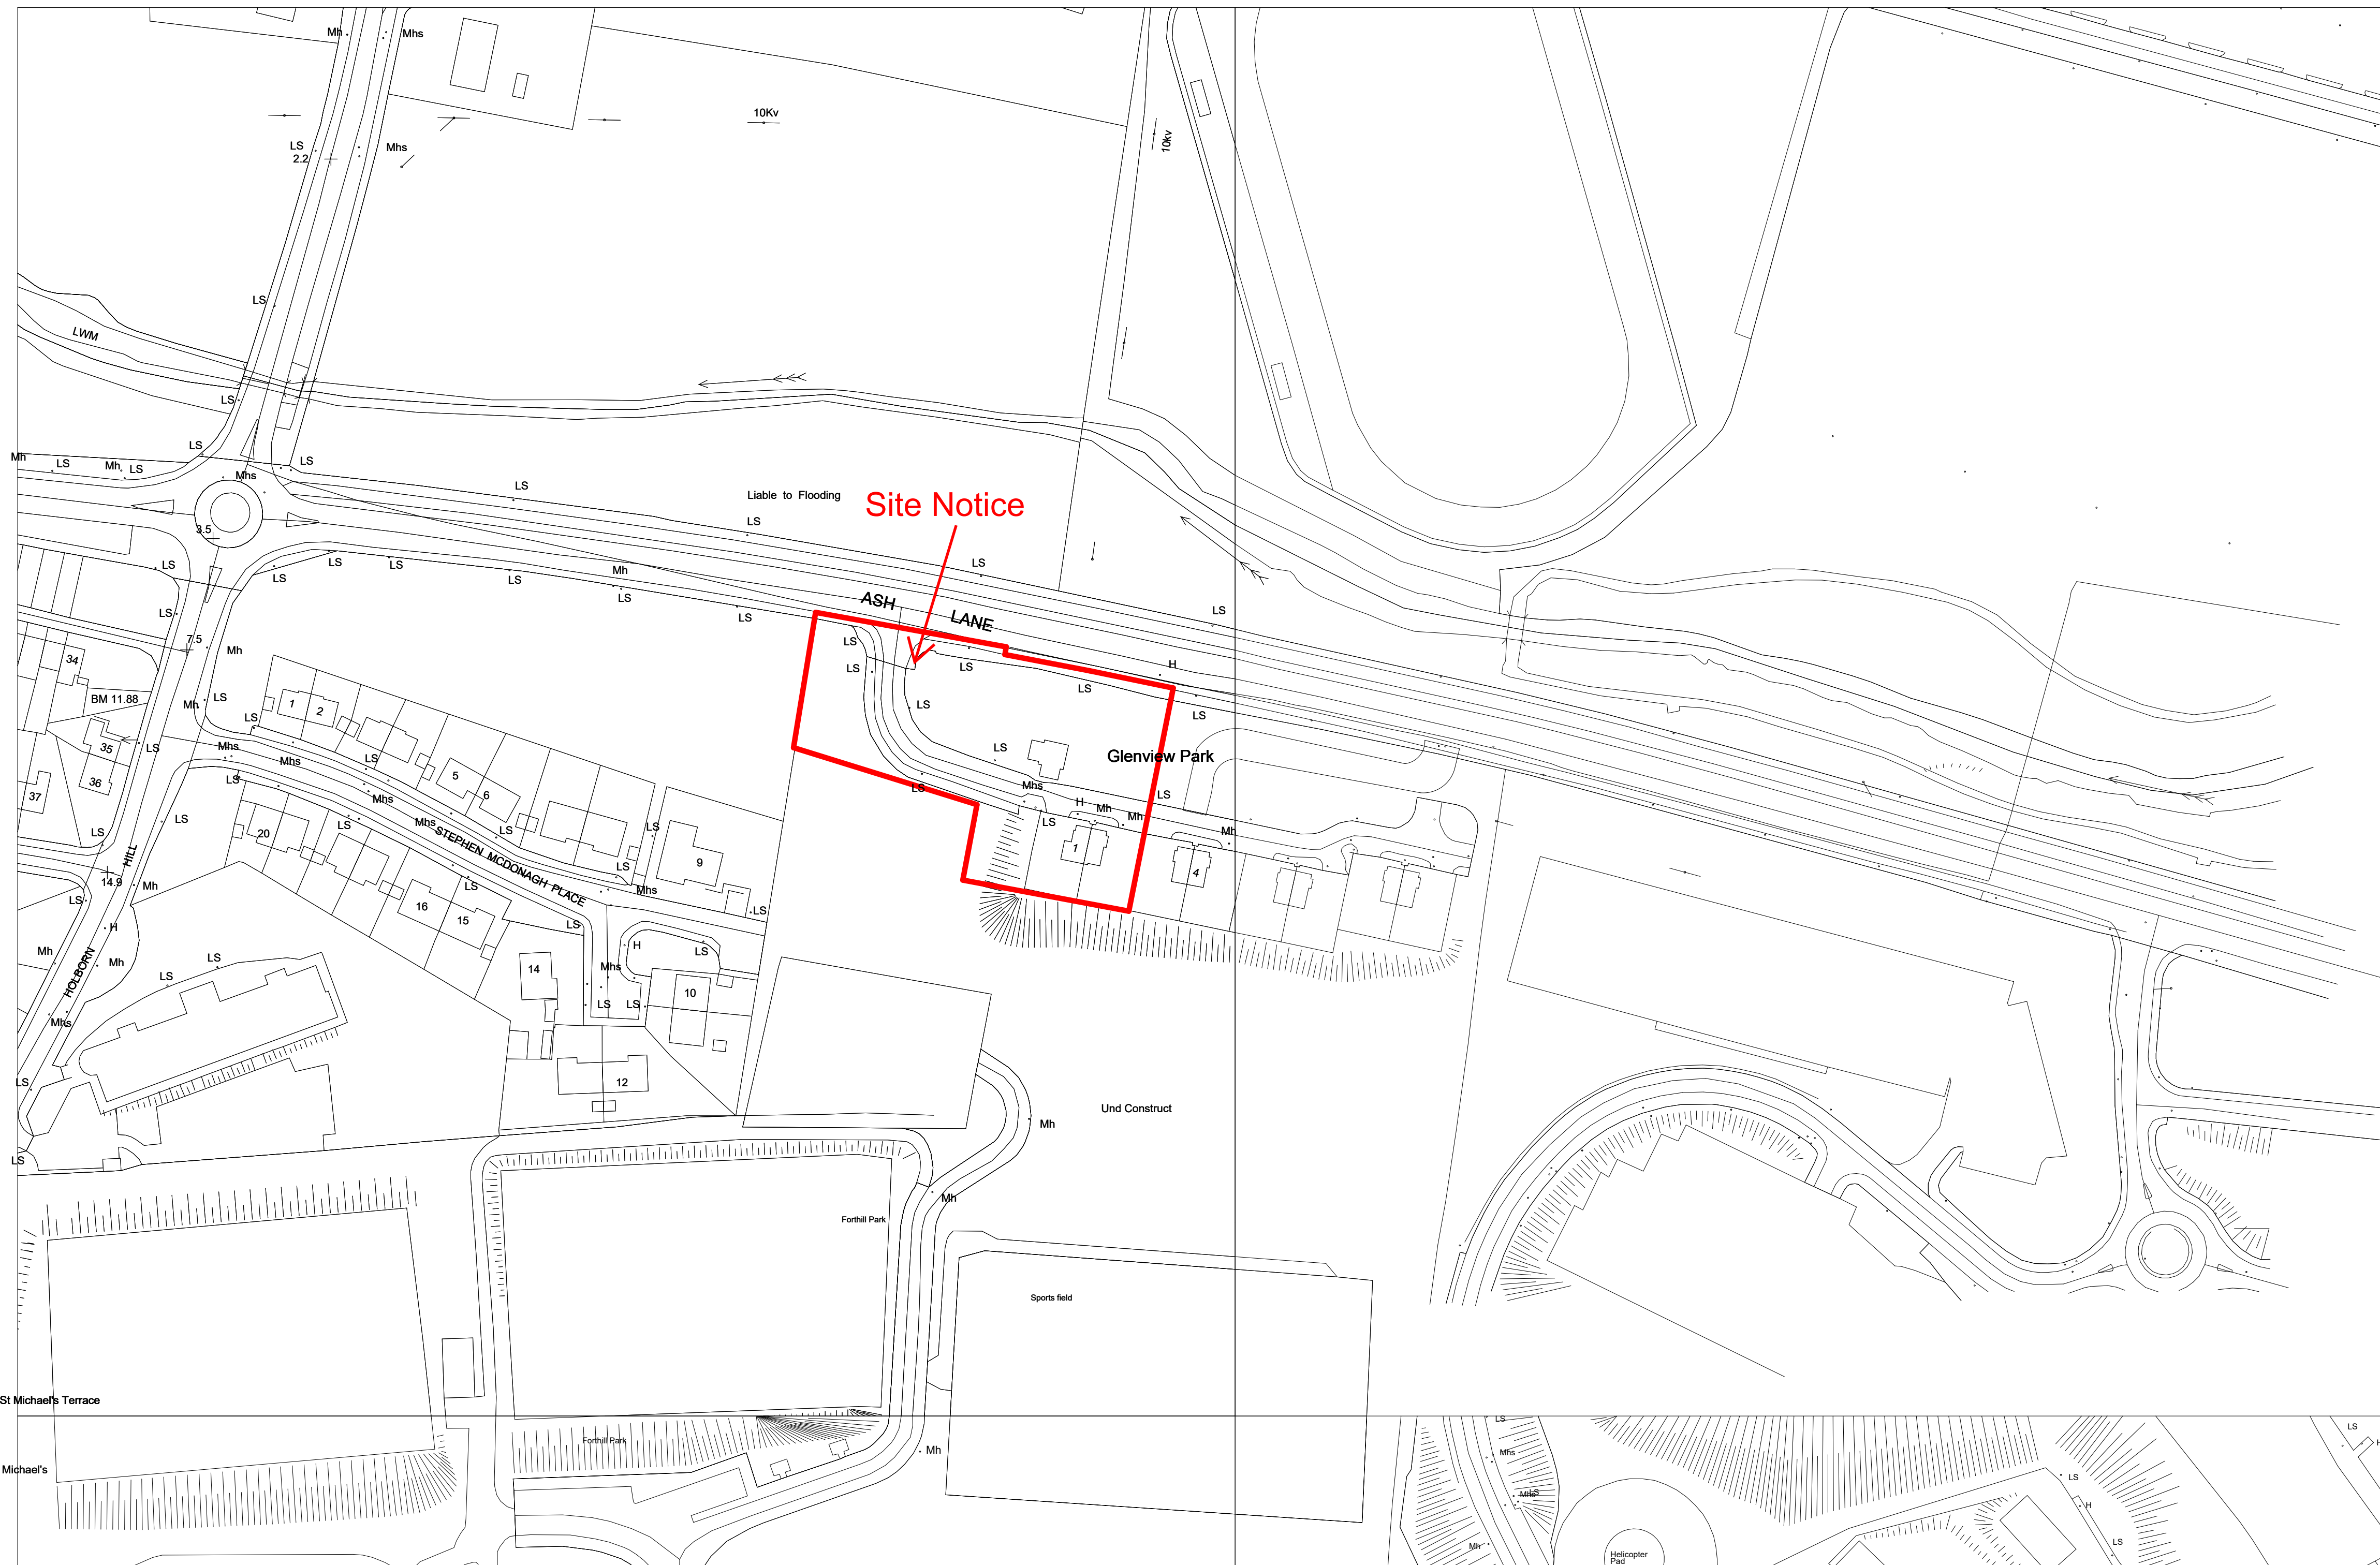 Mh
Mhs
10Kv
10kv
LS
2.2
Mhs
LS
LWM
LS
LS
Mh
LS
Mh
LS
LS
Mhs
LS
Liable to Flooding
Site Notice
LS
3.5
LS
LS
LS
LS
LS
Mh
LS
LS
LS
ASH
LANE
LS
LS
7.5
Mh
LS
LS
LS
H
34
BM 11.88
Mh
LS
1
2
LS
LS
LS
LS
35
LS
Mhs
Mhs
LS
LS
Glenview Park
36
37
LS
5
6
Mhs
LS
Mhs
LS
H
Mh
LS
LS
Mhs
STEPHEN MCDONAGH PLACE
LS
LS
LS
Mh
Mh
LS
20
LS
9
1
4
HILL
14.9
Mh
LS
LS
Mhs
LS
16
15
LS
LS
H
Mh
HOLBORN
Mh
LS
LS
H
LS
14
Mhs
10
LS
LS
Mhs
LS
12
Und Construct
Mh
LS
Mh
Forthill Park
Sports field
St Michael's Terrace
Forthill Park
Mh
Michael's
LS
Mhs
Mhs
LS
Mh
Helicopter
Pad
LS
H
LS
H
LS